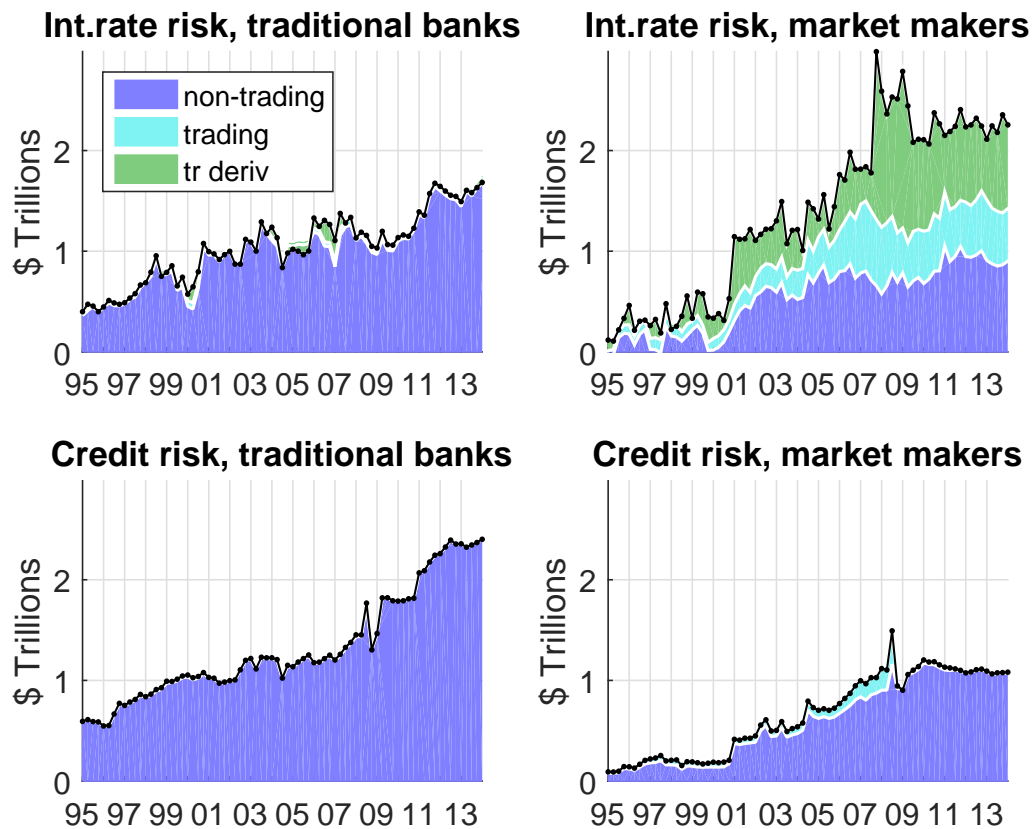 Int.rate risk, traditional banks
$ Trillions
2
1
0
non-trading
trading
tr deriv
95 97 99 01 03 05 07 09 11 13
Int.rate risk, market makers
$ Trillions
2
1
0
95 97 99 01 03 05 07 09 11 13
Credit risk, traditional banks
$ Trillions
2
1
0
95 97 99 01 03 05 07 09 11 13
Credit risk, market makers
$ Trillions
2
1
0
95 97 99 01 03 05 07 09 11 13